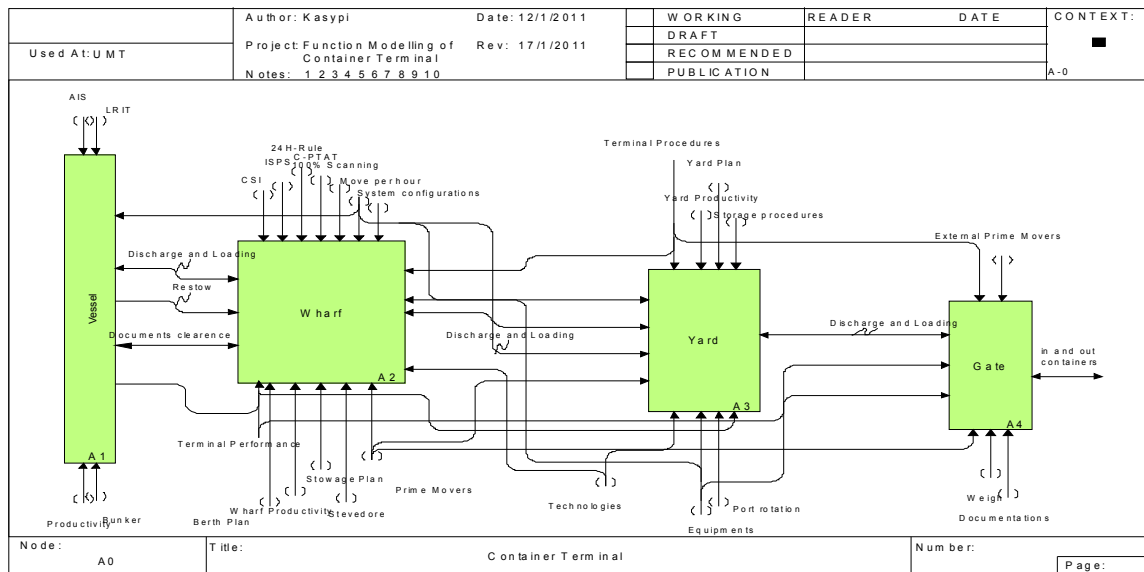 Used At: UMT
Author: Kasypi
Date: 12/1/2011
Project: Function Modelling of
Container Terminal
Rev: 17/1/2011
Notes: 1 2 3 4 5 6 7 8 9 10
WORKING
DRAFT
RECOMMENDED
PUBLICATION
READER
DATE
CONTEXT:
A-0
AIS
LRIT
24H-Rule
C-PTAT
ISPS
100% Scanning
CSI
Move per hour
System configurations
Terminal Procedures
Yard Plan
Yard Productivity
Storage procedures
External Prime Movers
Discharge and Loading
Restow
Documents clearence
Vessel
A1
Wharf
A2
Discharge and Loading
Yard
A3
Discharge and Loading
Gate
A4
in and out
containers
Terminal Performance
Stowage Plan
Prime Movers
Wharf Productivity
Stevedore
Berth Plan
Productivity
Bunker
Technologies
Port rotation
Equipments
Weigh
Documentations
Node:
A0
Title:
Container Terminal
Number:
Page: